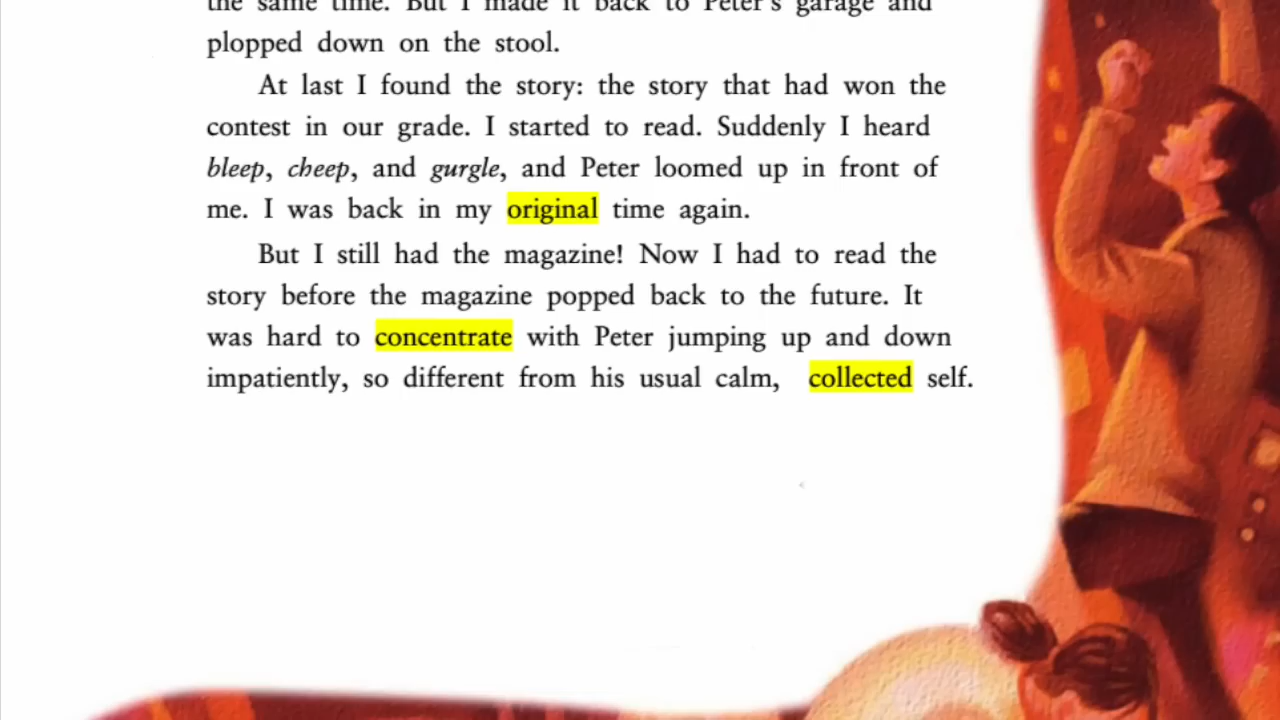 the same time. But I made it back to Peter's garage and
plopped down on the stool.
At last I found the story: the story that had won the
contest in our grade. I started to read. Suddenly I heard
bleep, cheep, and gurgle, and Peter loomed up in front of
me. I was back in my original time again.
But I still had the magazine! Now I had to read the
story before the magazine popped back to the future. It
was hard to concentrate with Peter jumping up and down
impatiently, so different from his usual calm, collected self.